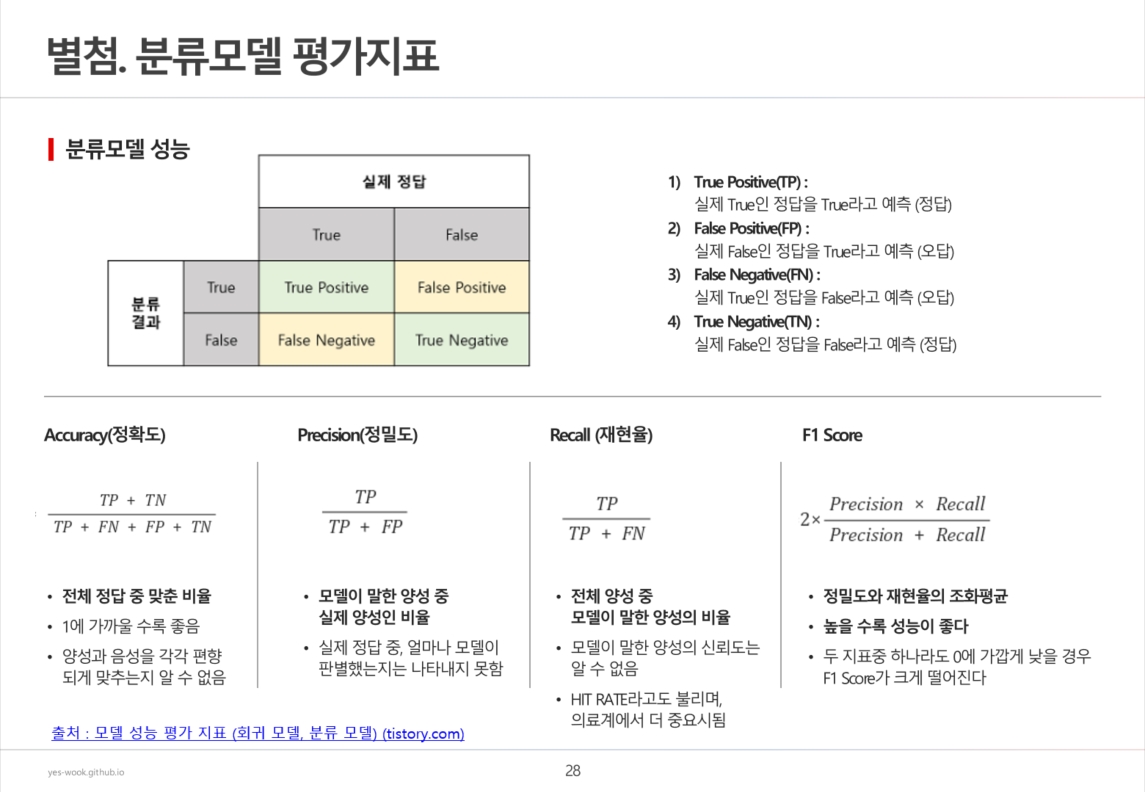 별첨. 분류모델 평가지표
분류모델 성능
실제 정답
True False
분류
결과
True True Positive False Positive
False False Negative True Negative
1) True Positive(TP) :
실제 True인 정답을 True라고 예측 (정답)
2) False Positive(FP) :
실제 False인 정답을 True라고 예측 (오답)
3) False Negative(FN) :
실제 True인 정답을 False라고 예측 (오답)
4) True Negative(TN) :
실제 False인 정답을 False라고 예측 (정답)
Accuracy(정확도)
TP + TN
TP + FN + FP + TN
• 전체 정답 중 맞춘 비율
• 1에 가까울 수록 좋음
• 양성과 음성을 각각 편향
되게 맞추는지 알 수 없음
Precision(정밀도)
TP
TP + FP
• 모델이 말한 양성 중
실제 양성인 비율
• 실제 정답 중, 얼마나 모델이
판별했는지는 나타내지 못함
Recall (재현율)
TP
TP + FN
• 전체 양성 중
모델이 말한 양성의 비율
• 모델이 말한 양성의 신뢰도는
알 수 없음
• HIT RATE라고도 불리며,
의료계에서 더 중요시됨
F1 Score
2×
Precision × Recall
Precision + Recall
• 정밀도와 재현율의 조화평균
• 높을 수록 성능이 좋다
• 두 지표중 하나라도 0에 가깝게 낮을 경우
F1 Score가 크게 떨어진다
출처 : 모델 성능 평가 지표 (회귀 모델, 분류 모델) (tistory.com)
yes-wook.github.io
28